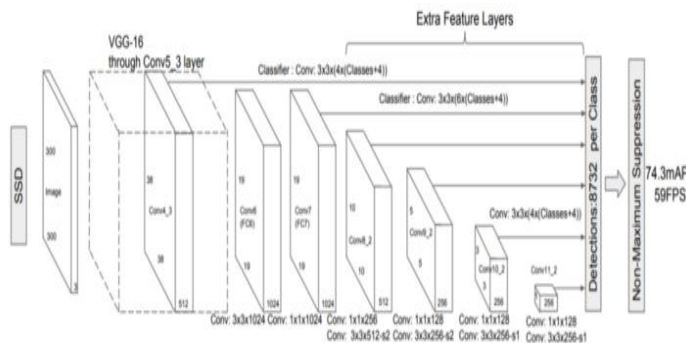 Extra Feature Layers
VGG-16
through Conv5_3 layer
Classifier : Conv: 3x3x(4x(Classes+4))
Classifier : Conv: 3x3x(6x(Classes+4))
SSD
300
Image
300
3
38
Conv4_3
38
512
19
Conv6
(FC6)
19
1024
19
Conv7
(FC7)
19
1024
10
Conv8_2
10
512
5
Conv9_2
5
256
Conv: 3x3x(4x(Classes+4))
3
Conv10_2
3
256
Conv11_2
256
Detections:8732 per Class
Non-Maximum Suppression
74.3mAP
59FPS
Conv: 3x3x1024
Conv: 1x1x1024
Conv: 1x1x256
Conv: 3x3x512-s2
Conv: 1x1x128
Conv: 3x3x256-s2
Conv: 1x1x128
Conv: 3x3x256-s1
Conv: 1x1x128
Conv: 3x3x256-s1